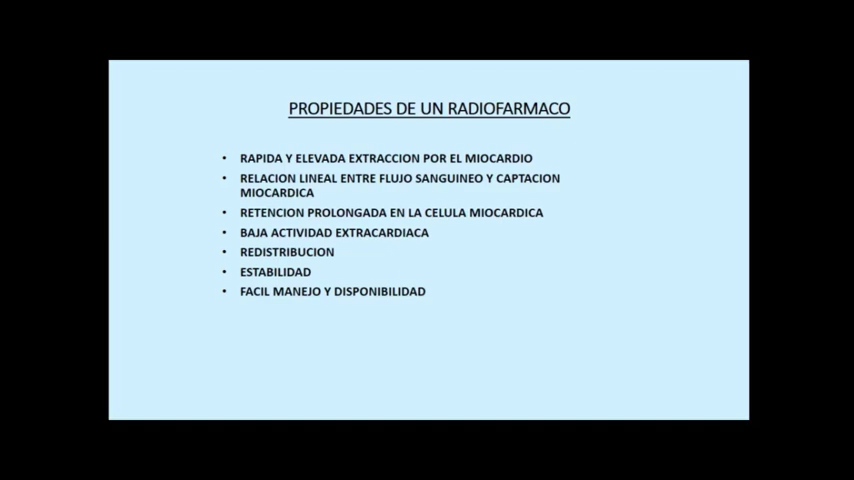 PROPIEDADES DE UN RADIOFARMACO
• RAPIDA Y ELEVADA EXTRACCION POR EL MIOCARDIO
• RELACION LINEAL ENTRE FLUJO SANGUINEO Y CAPTACION
MIOCARDICA
• RETENCION PROLONGADA EN LA CELULA MIOCARDICA
• BAJA ACTIVIDAD EXTRACARDIACA
• REDISTRIBUCION
• ESTABILIDAD
• FACIL MANEJO Y DISPONIBILIDAD